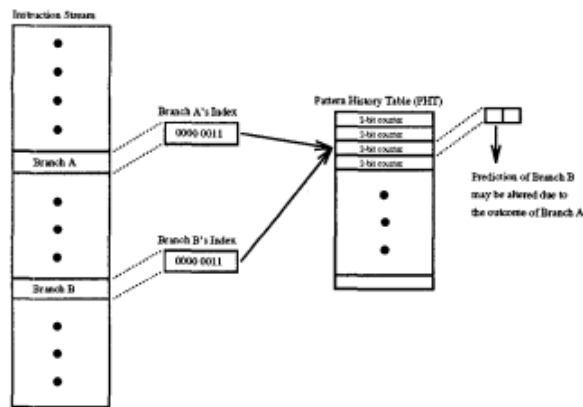 Instruction Stream
Branch A's Index
0000 0011
Pattern History Table (PHT)
2-bit counter
2-bit counter
2-bit counter
2-bit counter
Branch A
Prediction of Branch B
may be altered due to
the outcome of Branch A
Branch B's Index
0000 0011
Branch B